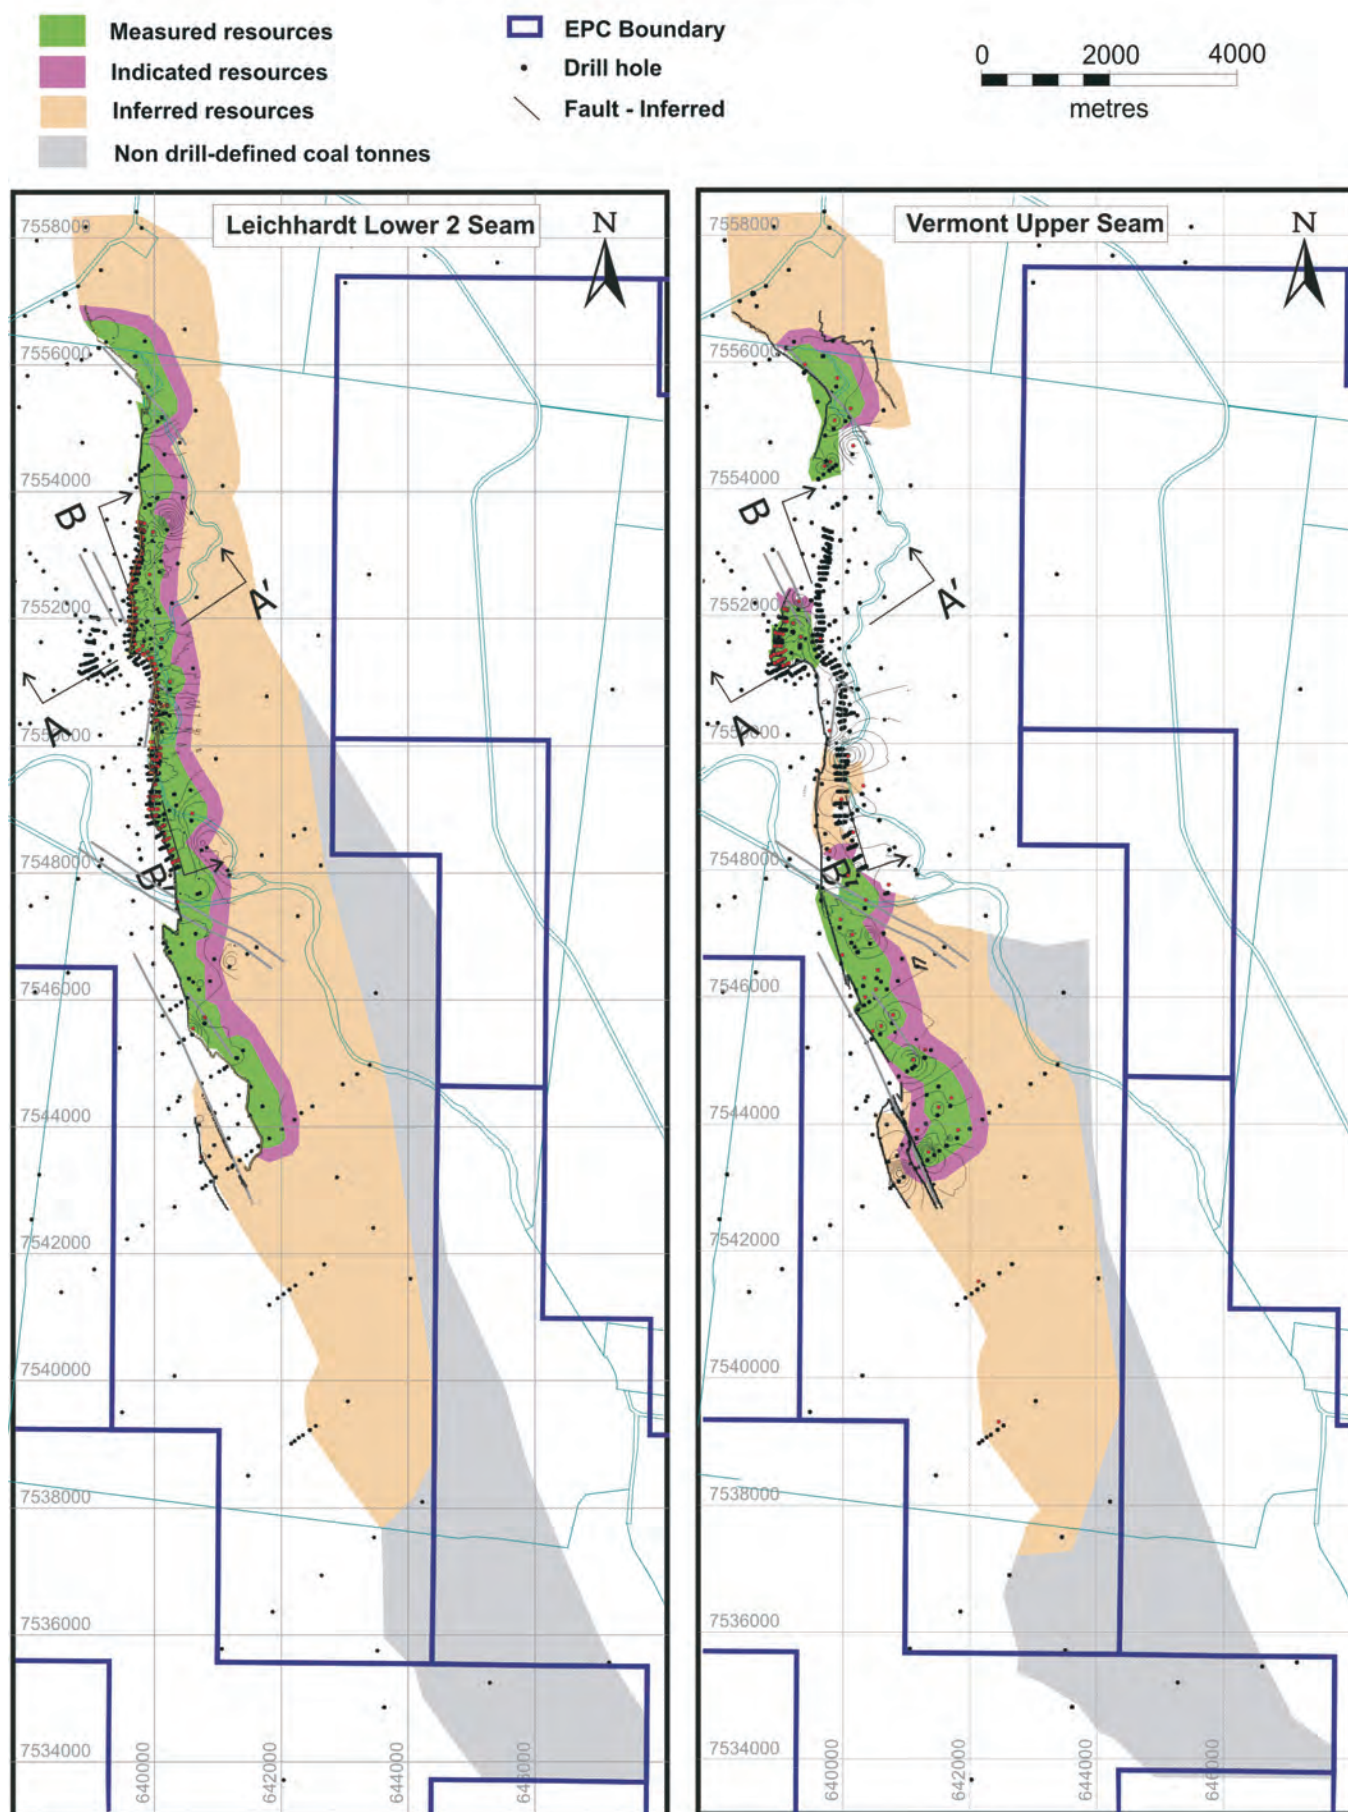 Measured resources
Indicated resources
Inferred resources
Non drill-defined coal tonnes
EPC Boundary
Drill hole
Fault - Inferred
0 2000 4000
metres
Leichhardt Lower 2 Seam
N
7558000
7556000
7554000
B
A'
7552000
A
7550000
7548000
B'
7546000
7544000
7542000
7540000
7538000
7536000
7534000
640000
642000
644000
646000
Vermont Upper Seam
N
7558000
7556000
7554000
B
A'
7552000
A
7550000
7548000
B'
7546000
7544000
7542000
7540000
7538000
7536000
7534000
640000
642000
644000
646000